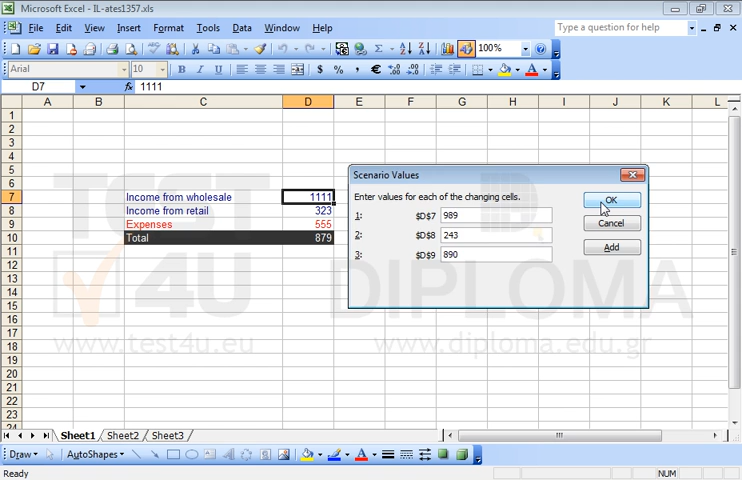 Microsoft Excel - IL-ates1357.xls
File Edit View Insert Format Tools Data Window Help
Type a question for help
Σ 100%
Arial 10 B I U $ % , €
D7 fx 1111
A B C D E F G H I J K L
1
2
3
4
5
6
7 Income from wholesale 1111
8 Income from retail 323
9 Expenses 555
10 Total 879
11
12
13
14
15
16
17
18
19
20
21
22
23
24
Scenario Values
Enter values for each of the changing cells.
1: $D$7 989
2: $D$8 243
3: $D$9 890
OK
Cancel
Add
TEST 4U
www.test4u.eu
DIPLOMA
www.diploma.edu.gr
Sheet1 Sheet2 Sheet3
Draw AutoShapes
Ready
NUM